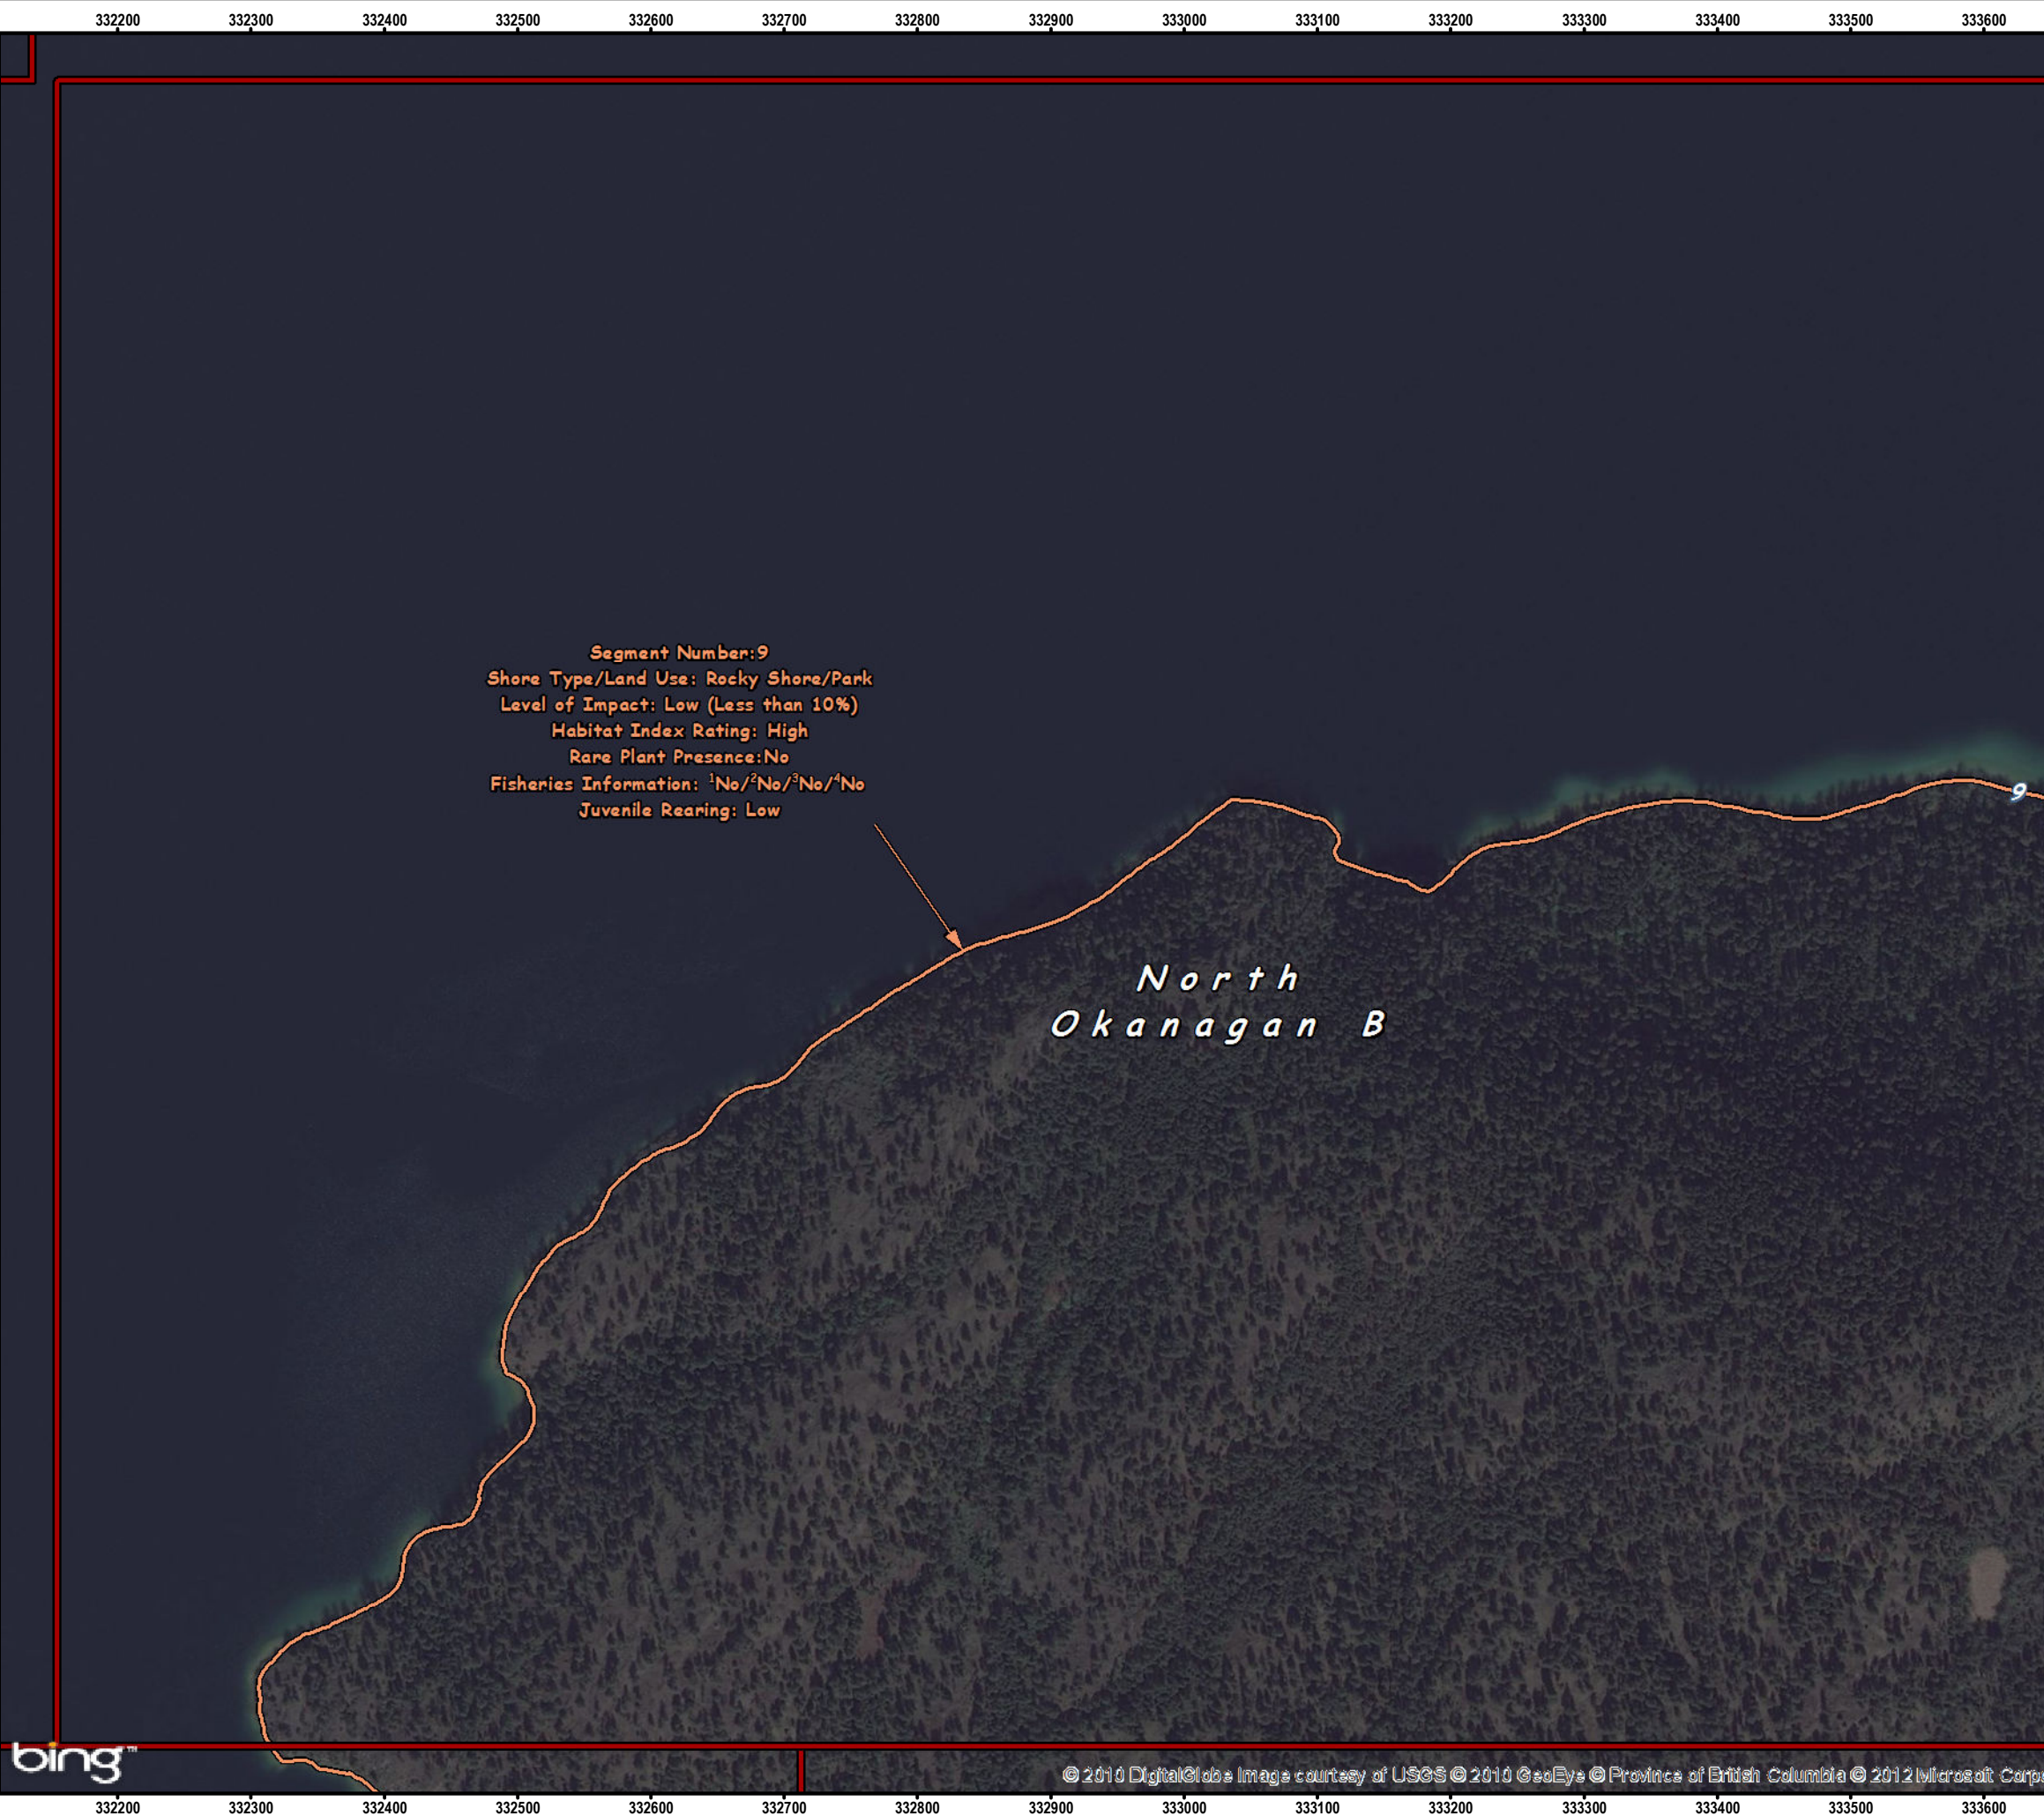 332200 332300 332400 332500 332600 332700 332800 332900 333000 333100 333200 333300 333400 333500 333600
Segment Number:9
Shore Type/Land Use: Rocky Shore/Park
Level of Impact: Low (Less than 10%)
Habitat Index Rating: High
Rare Plant Presence:No
Fisheries Information: ¹No/²No/³No/⁴No
Juvenile Rearing: Low
9
North
Okanagan B
bing™
© 2010 DigitalGlobe Image courtesy of USGS © 2010 GeoEye © Province of British Columbia © 2012 Microsoft Corp
332200 332300 332400 332500 332600 332700 332800 332900 333000 333100 333200 333300 333400 333500 333600